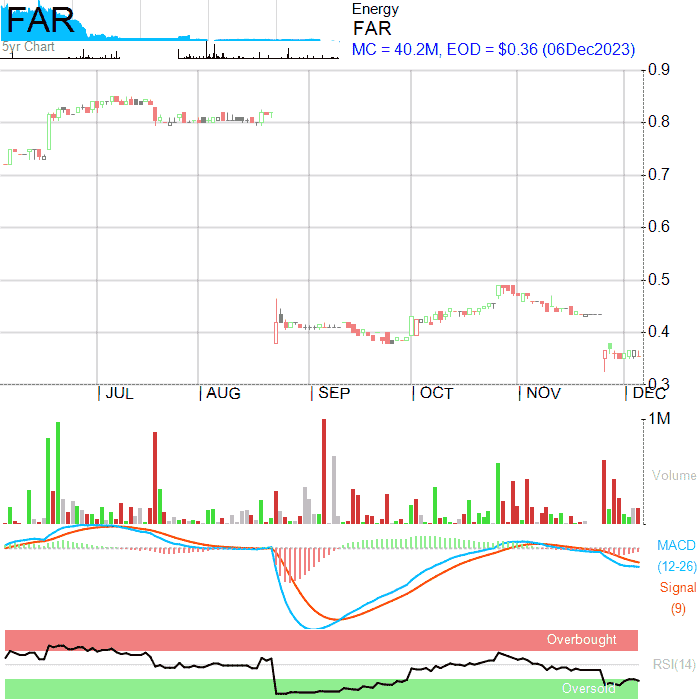 FAR
5yr Chart
Energy
FAR
MC = 40.2M, EOD = $0.36 (06Dec2023)
0.9
0.8
0.7
0.6
0.5
0.4
0.3
JUL
AUG
SEP
OCT
NOV
DEC
1M
Volume
MACD
(12-26)
Signal
(9)
Overbought
RSI(14)
Oversold